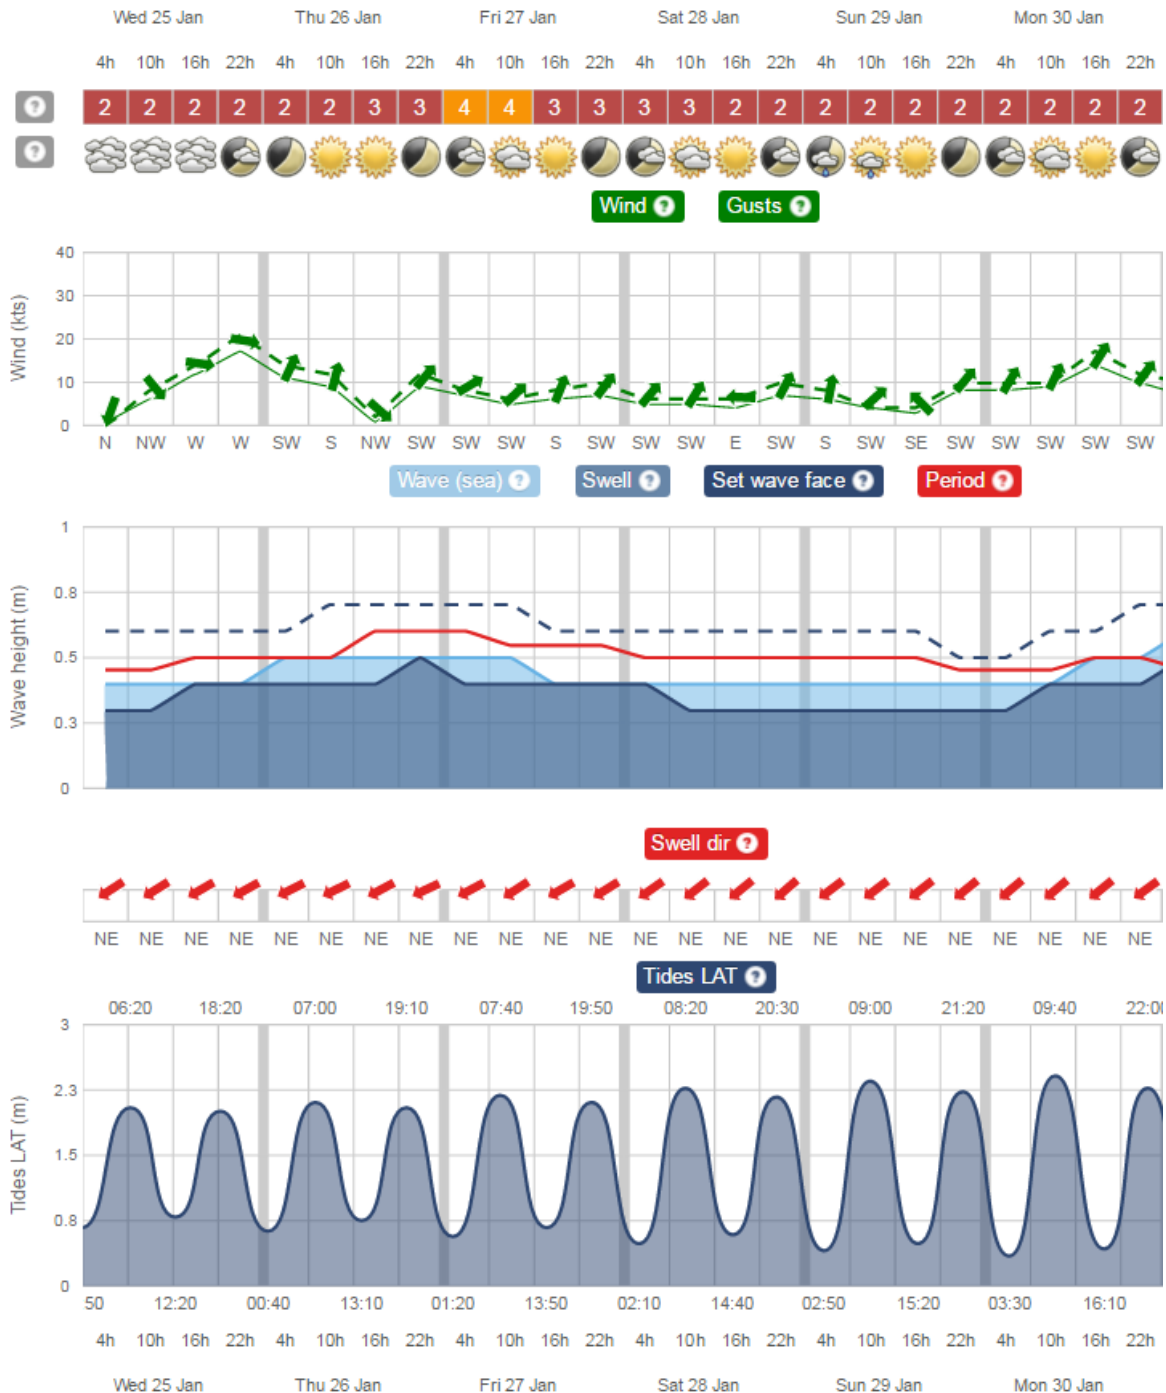 Wed 25 Jan Thu 26 Jan Fri 27 Jan Sat 28 Jan Sun 29 Jan Mon 30 Jan
4h 10h 16h 22h 4h 10h 16h 22h 4h 10h 16h 22h 4h 10h 16h 22h 4h 10h 16h 22h 4h 10h 16h 22h
? 2 2 2 2 2 2 3 3 4 4 3 3 3 3 2 2 2 2 2 2 2 2 2 2
?
Wind ? Gusts ?
Wind (kts)
40
30
20
10
0
N NW W W SW S NW SW SW SW S SW SW SW E SW S SW SE SW SW SW SW SW
Wave (sea) ? Swell ? Set wave face ? Period ?
Wave height (m)
1
0.8
0.5
0.3
0
Swell dir ?
NE NE NE NE NE NE NE NE NE NE NE NE NE NE NE NE NE NE NE NE NE NE NE NE
Tides LAT ?
06:20 18:20 07:00 19:10 07:40 19:50 08:20 20:30 09:00 21:20 09:40 22:00
Tides LAT (m)
3
2.3
1.5
0.8
0
50 12:20 00:40 13:10 01:20 13:50 02:10 14:40 02:50 15:20 03:30 16:10
4h 10h 16h 22h 4h 10h 16h 22h 4h 10h 16h 22h 4h 10h 16h 22h 4h 10h 16h 22h 4h 10h 16h 22h
Wed 25 Jan Thu 26 Jan Fri 27 Jan Sat 28 Jan Sun 29 Jan Mon 30 Jan